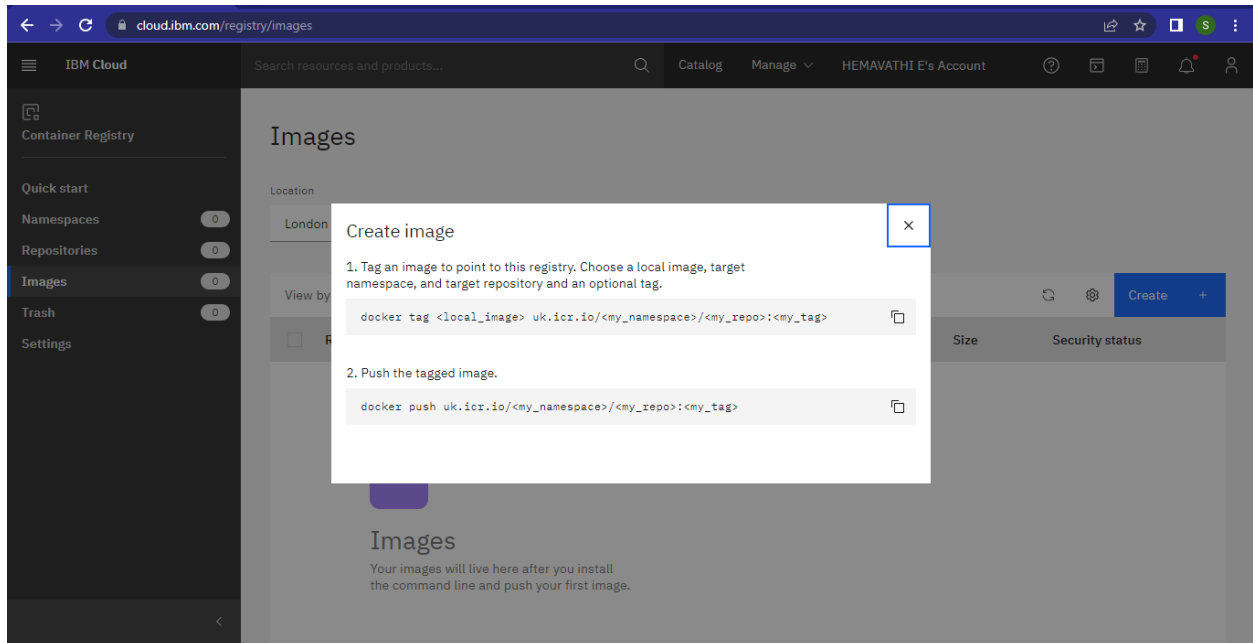 cloud.ibm.com/registry/images
S
IBM Cloud
Search resources and products...
Catalog
Manage
HEMAVATHI E's Account
Container Registry
Quick start
Namespaces 0
Repositories 0
Images 0
Trash 0
Settings
Images
Location
London
View by
Create +
R
Size
Security status
Create image
1. Tag an image to point to this registry. Choose a local image, target
namespace, and target repository and an optional tag.
docker tag <local_image> uk.icr.io/<my_namespace>/<my_repo>:<my_tag>
2. Push the tagged image.
docker push uk.icr.io/<my_namespace>/<my_repo>:<my_tag>
Images
Your images will live here after you install
the command line and push your first image.